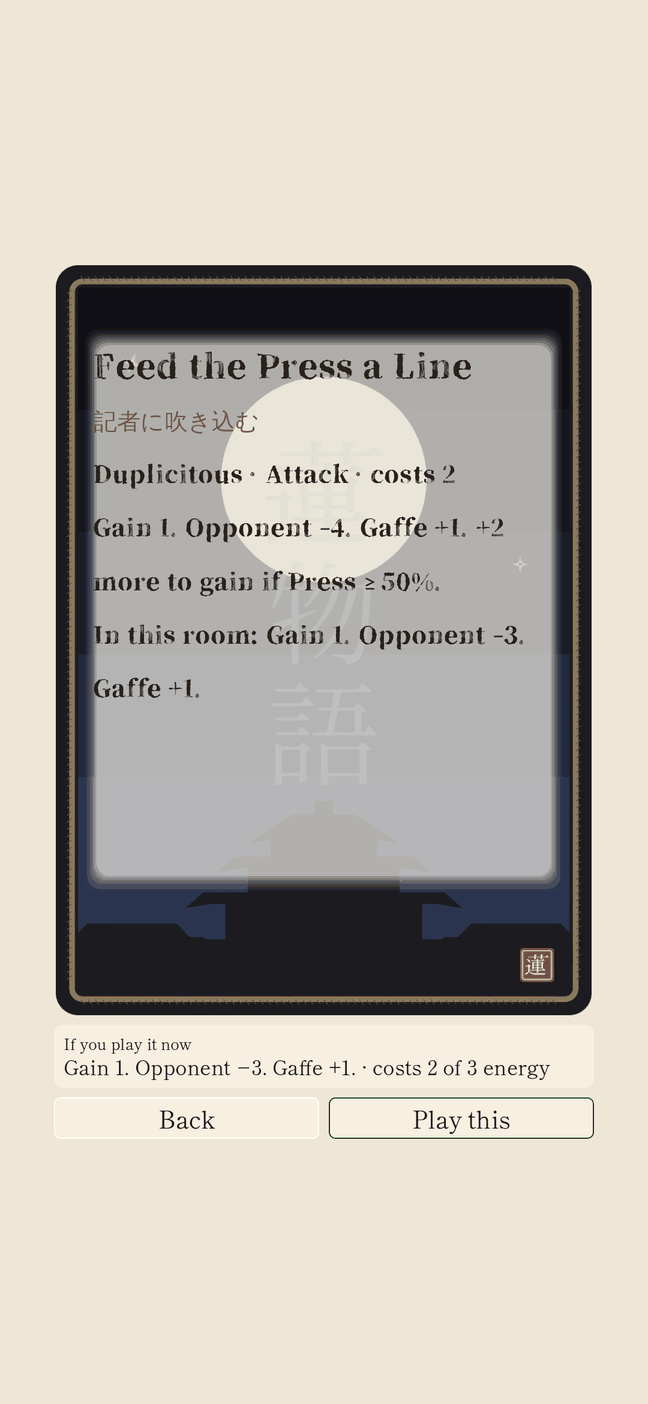 Feed the Press a Line
記者に吹き込む
Duplicitous · Attack · costs 2
Gain 1. Opponent −4. Gaffe +1. +2
more to gain if Press ≥ 50%.
In this room: Gain 1. Opponent −3.
Gaffe +1.
蓮
物
語
蓮
If you play it now
Gain 1. Opponent −3. Gaffe +1. · costs 2 of 3 energy
Back
Play this